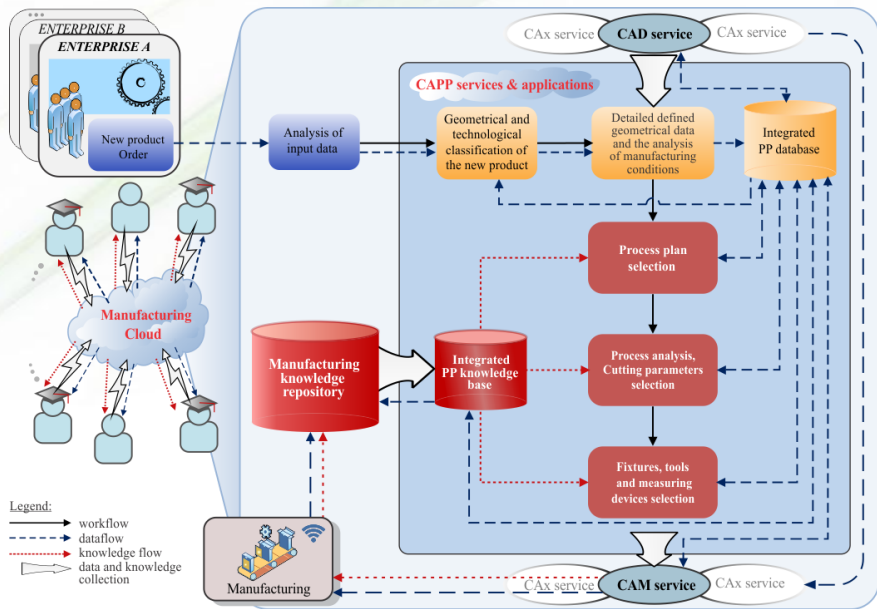 ENTERPRISE B
ENTERPRISE A
C
New product
Order
CAx service
CAD service
CAx service
CAPP services & applications
Analysis of
input data
Geometrical and
technological
classification of
the new product
Detailed defined
geometrical data
and the analysis
of manufacturing
conditions
Integrated
PP database
Process plan
selection
Manufacturing
Cloud
Manufacturing
knowledge
repository
Integrated
PP knowledge
base
Process analysis,
Cutting parameters
selection
Fixtures, tools
and measuring
devices selection
Legend:
workflow
dataflow
knowledge flow
data and knowledge
collection
Manufacturing
CAx service
CAM service
CAx service